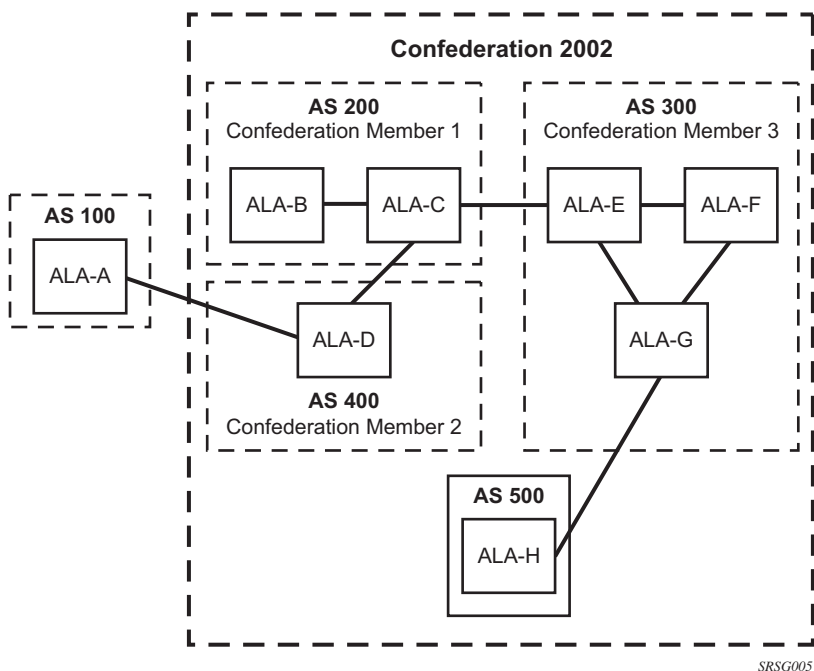 Confederation 2002
AS 200
Confederation Member 1
AS 300
Confederation Member 3
ALA-B
ALA-C
ALA-E
ALA-F
AS 100
ALA-A
ALA-D
ALA-G
AS 400
Confederation Member 2
AS 500
ALA-H
SRSG005